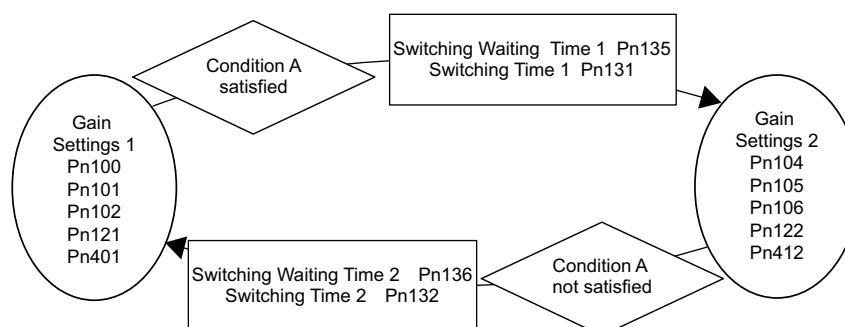 Condition A
satisfied
Switching Waiting Time 1 Pn135
Switching Time 1 Pn131
Gain
Settings 1
Pn100
Pn101
Pn102
Pn121
Pn401
Gain
Settings 2
Pn104
Pn105
Pn106
Pn122
Pn412
Switching Waiting Time 2 Pn136
Switching Time 2 Pn132
Condition A
not satisfied